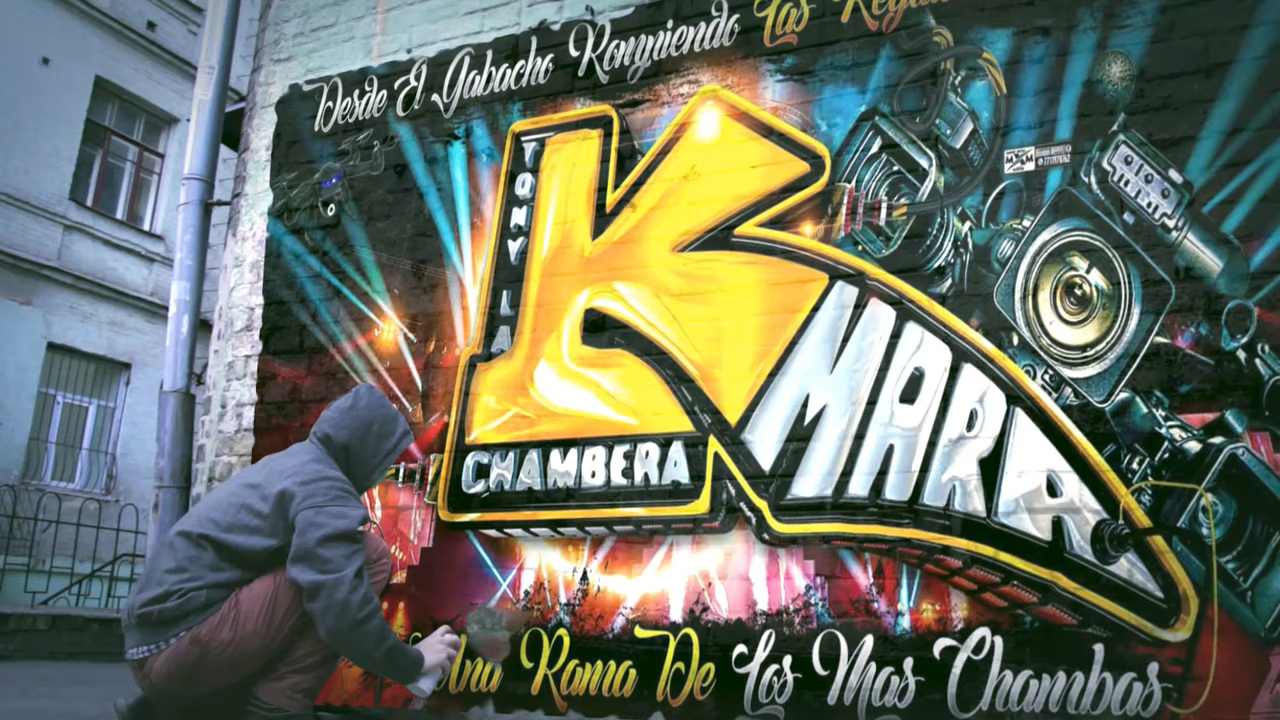 Desde El Gabacho Rompiendo Las
TONY LA
K MARA
CHAMBERA
Una Rama De Los Mas Chambas